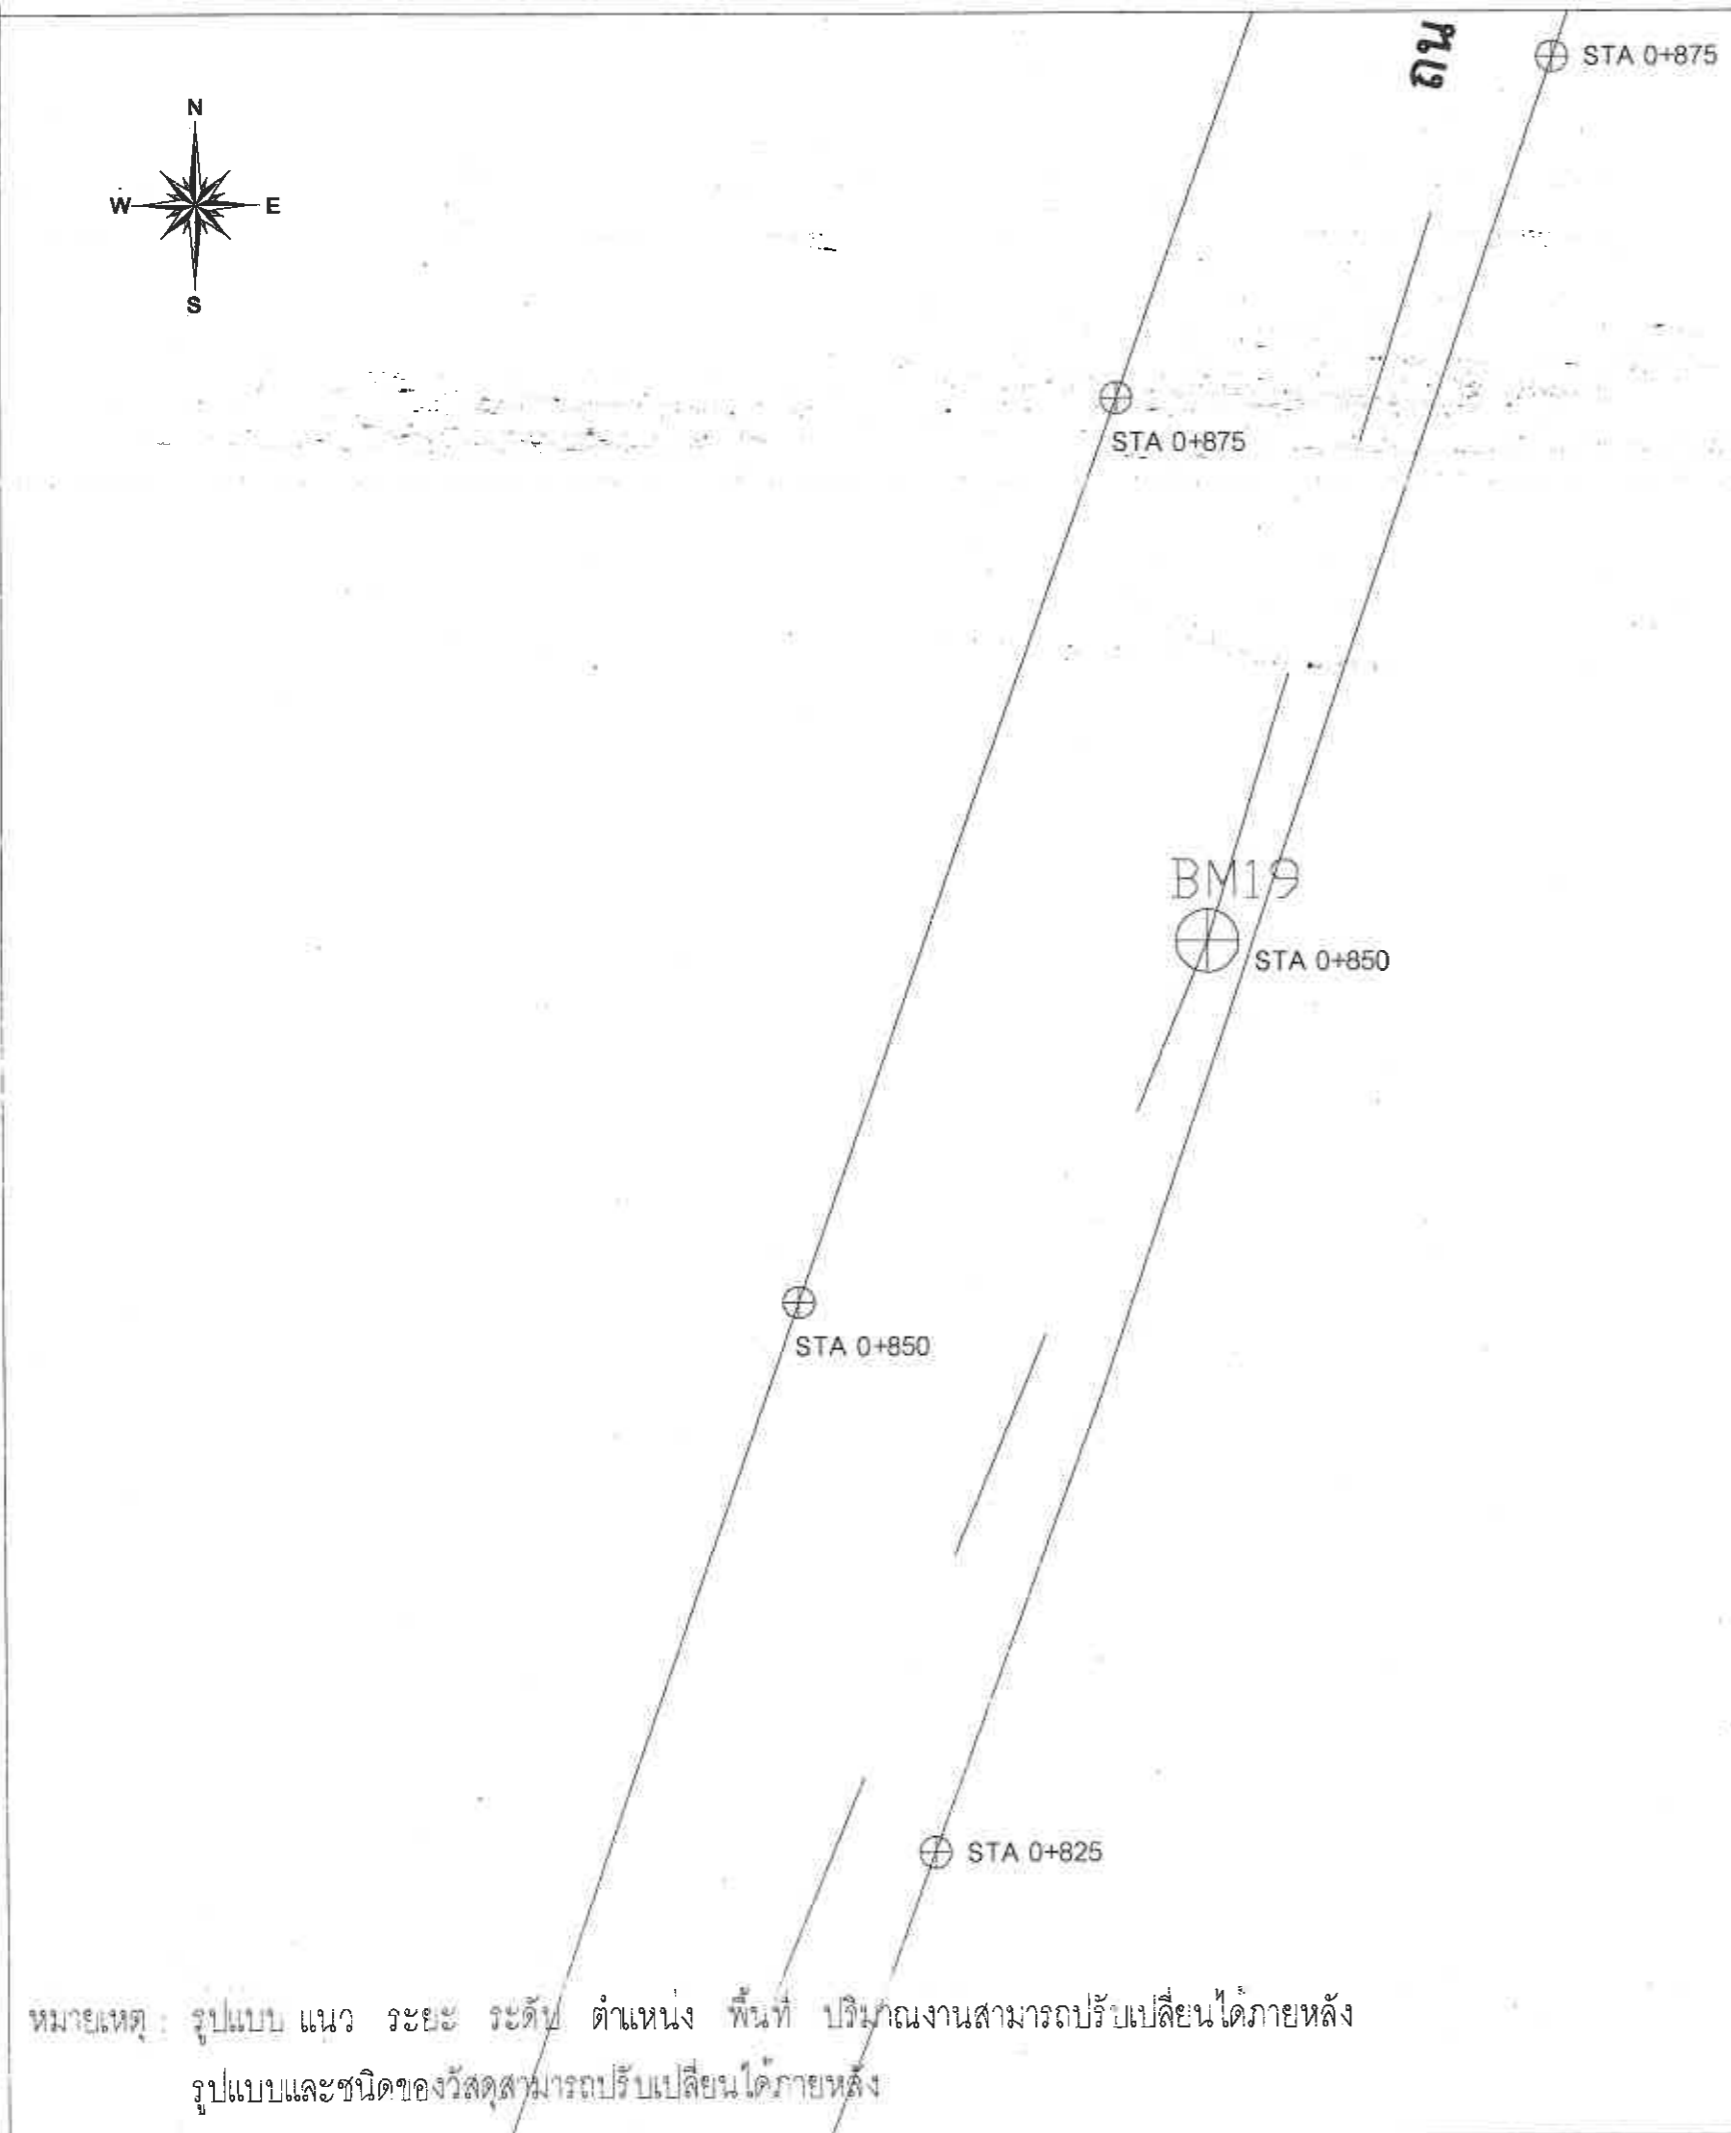 ถน
STA 0+875
N
W E
S
STA 0+875
BM19
STA 0+850
STA 0+850
STA 0+825
หมายเหตุ : รูปแบบ แนว ระยะ ระดับ ตำแหน่ง พื้นที่ ปริมาณงานสามารถปรับเปลี่ยนได้ภายหลัง
รูปแบบและชนิดของวัสดุสามารถปรับเปลี่ยนได้ภายหลัง